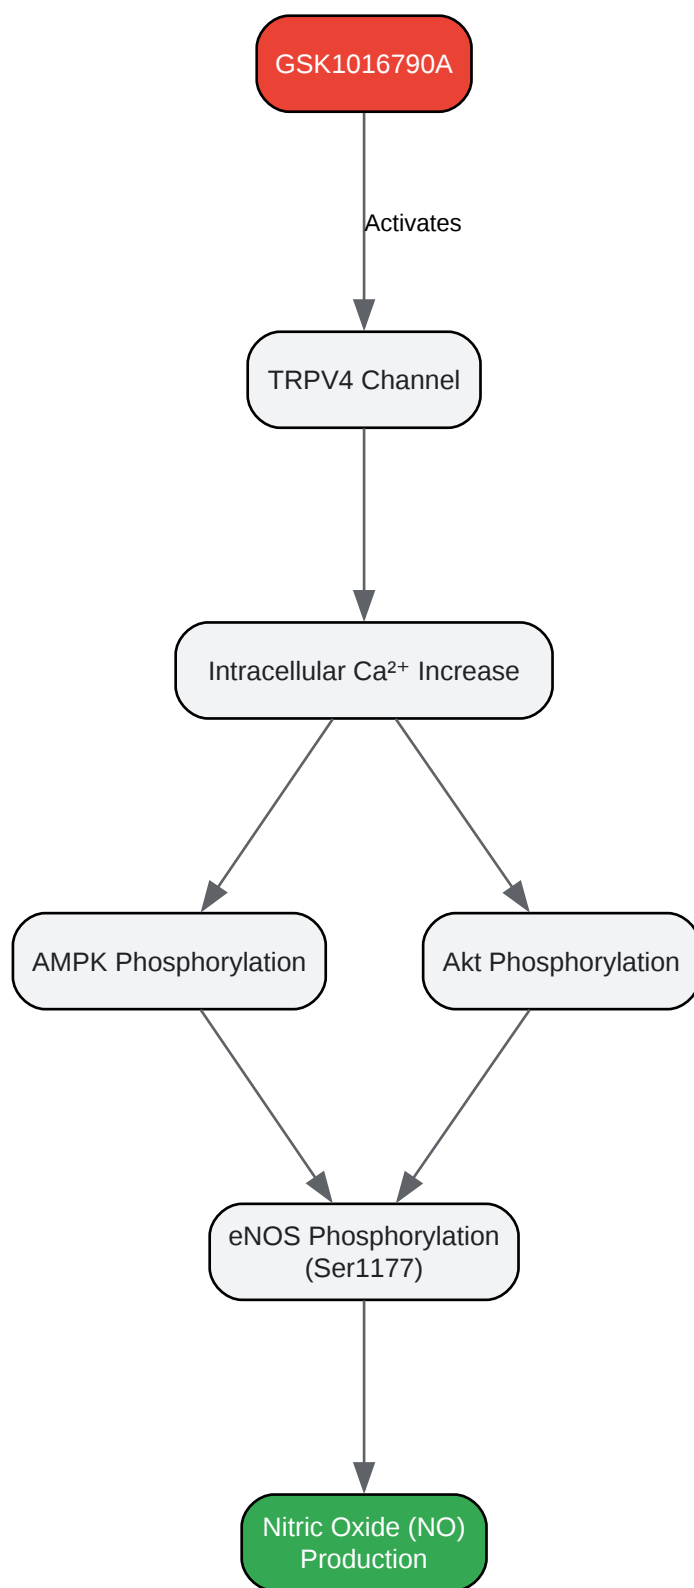 GSK1016790A
Activates
TRPV4 Channel
Intracellular Ca²⁺ Increase
AMPK Phosphorylation
Akt Phosphorylation
eNOS Phosphorylation
(Ser1177)
Nitric Oxide (NO)
Production